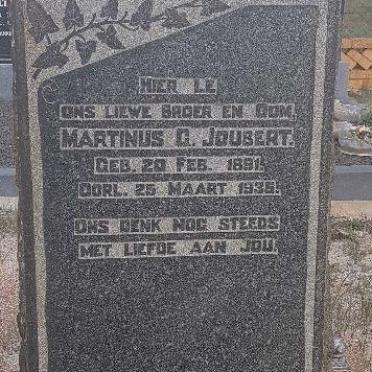 HIER LÊ
ONS LIEWE BROER EN OOM,
MARTINUS G. JOUBERT.
GEB. 20 FEB. 1891.
OORL. 25 MAART 1935.
ONS DENK NOG STEEDS
MET LIEFDE AAN JOU.